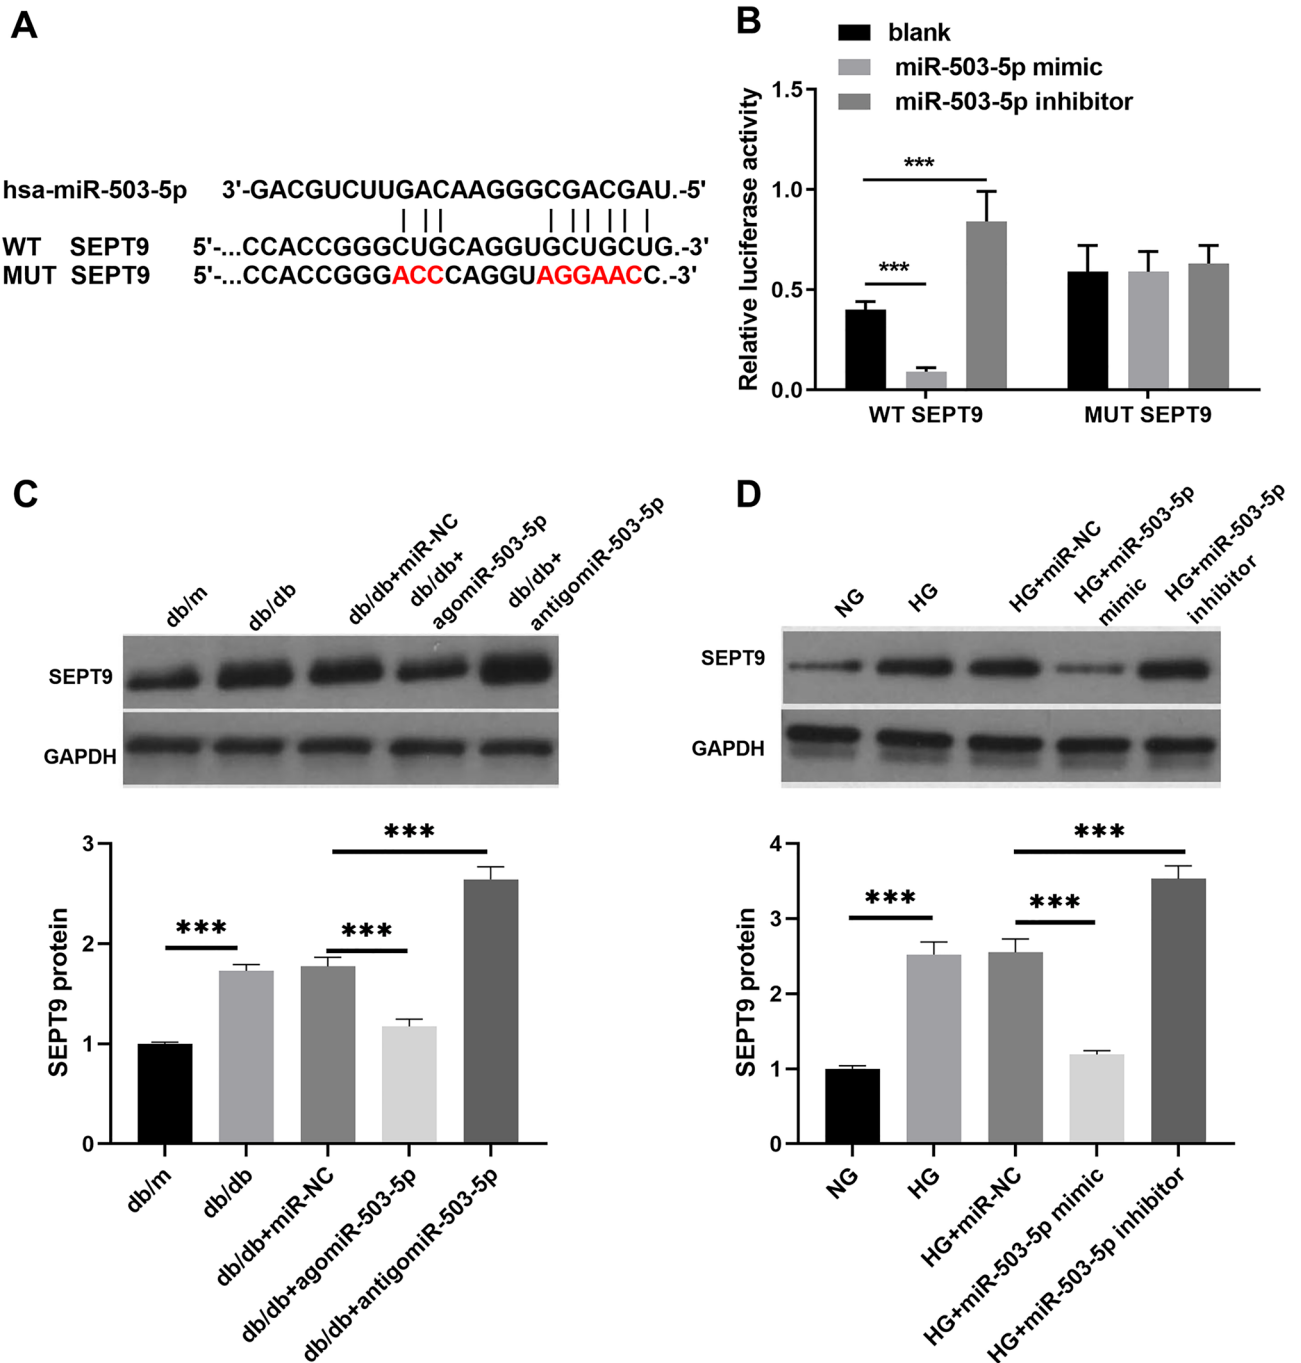 A
hsa-miR-503-5p 3'-GACGUCUUGACAAGGGCGACGAU.-5'
WT SEPT9 5'-...CCACCGGGCUGCAGGUGCUGCUG.-3'
MUT SEPT9 5'-...CCACCGGGACCCAGGUAGGAACC.-3'
B
blank
miR-503-5p mimic
miR-503-5p inhibitor
Relative luciferase activity
1.5
1.0
0.5
0.0
***
***
WT SEPT9
MUT SEPT9
C
db/m
db/db
db/db+miR-NC
db/db+
agomiR-503-5p
db/db+
antigomiR-503-5p
SEPT9
GAPDH
SEPT9 protein
3
2
1
0
***
***
***
db/m
db/db
db/db+miR-NC
db/db+agomiR-503-5p
db/db+antigomiR-503-5p
D
NG
HG
HG+miR-NC
HG+miR-503-5p
mimic
HG+miR-503-5p
inhibitor
SEPT9
GAPDH
SEPT9 protein
4
3
2
1
0
***
***
***
NG
HG
HG+miR-NC
HG+miR-503-5p mimic
HG+miR-503-5p inhibitor